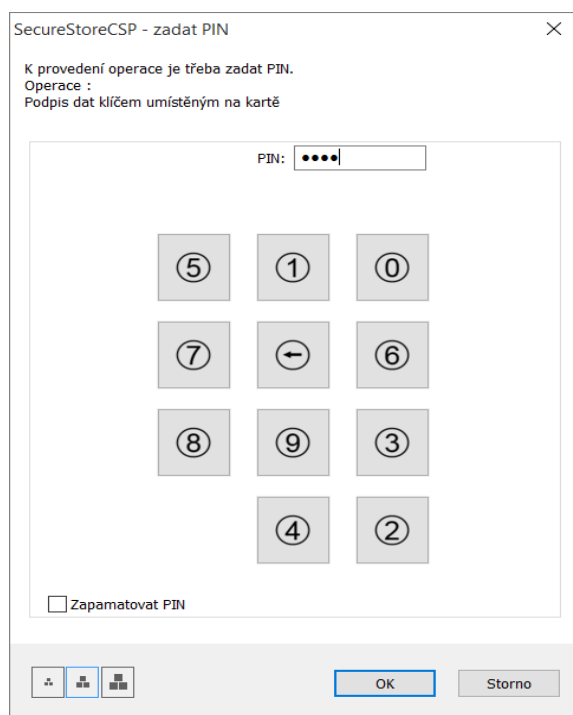 SecureStoreCSP - zadat PIN
K provedení operace je třeba zadat PIN.
Operace :
Podpis dat klíčem umístěným na kartě
PIN: ●●●●
5 1 0
7 ← 6
8 9 3
4 2
Zapamatovat PIN
OK Storno